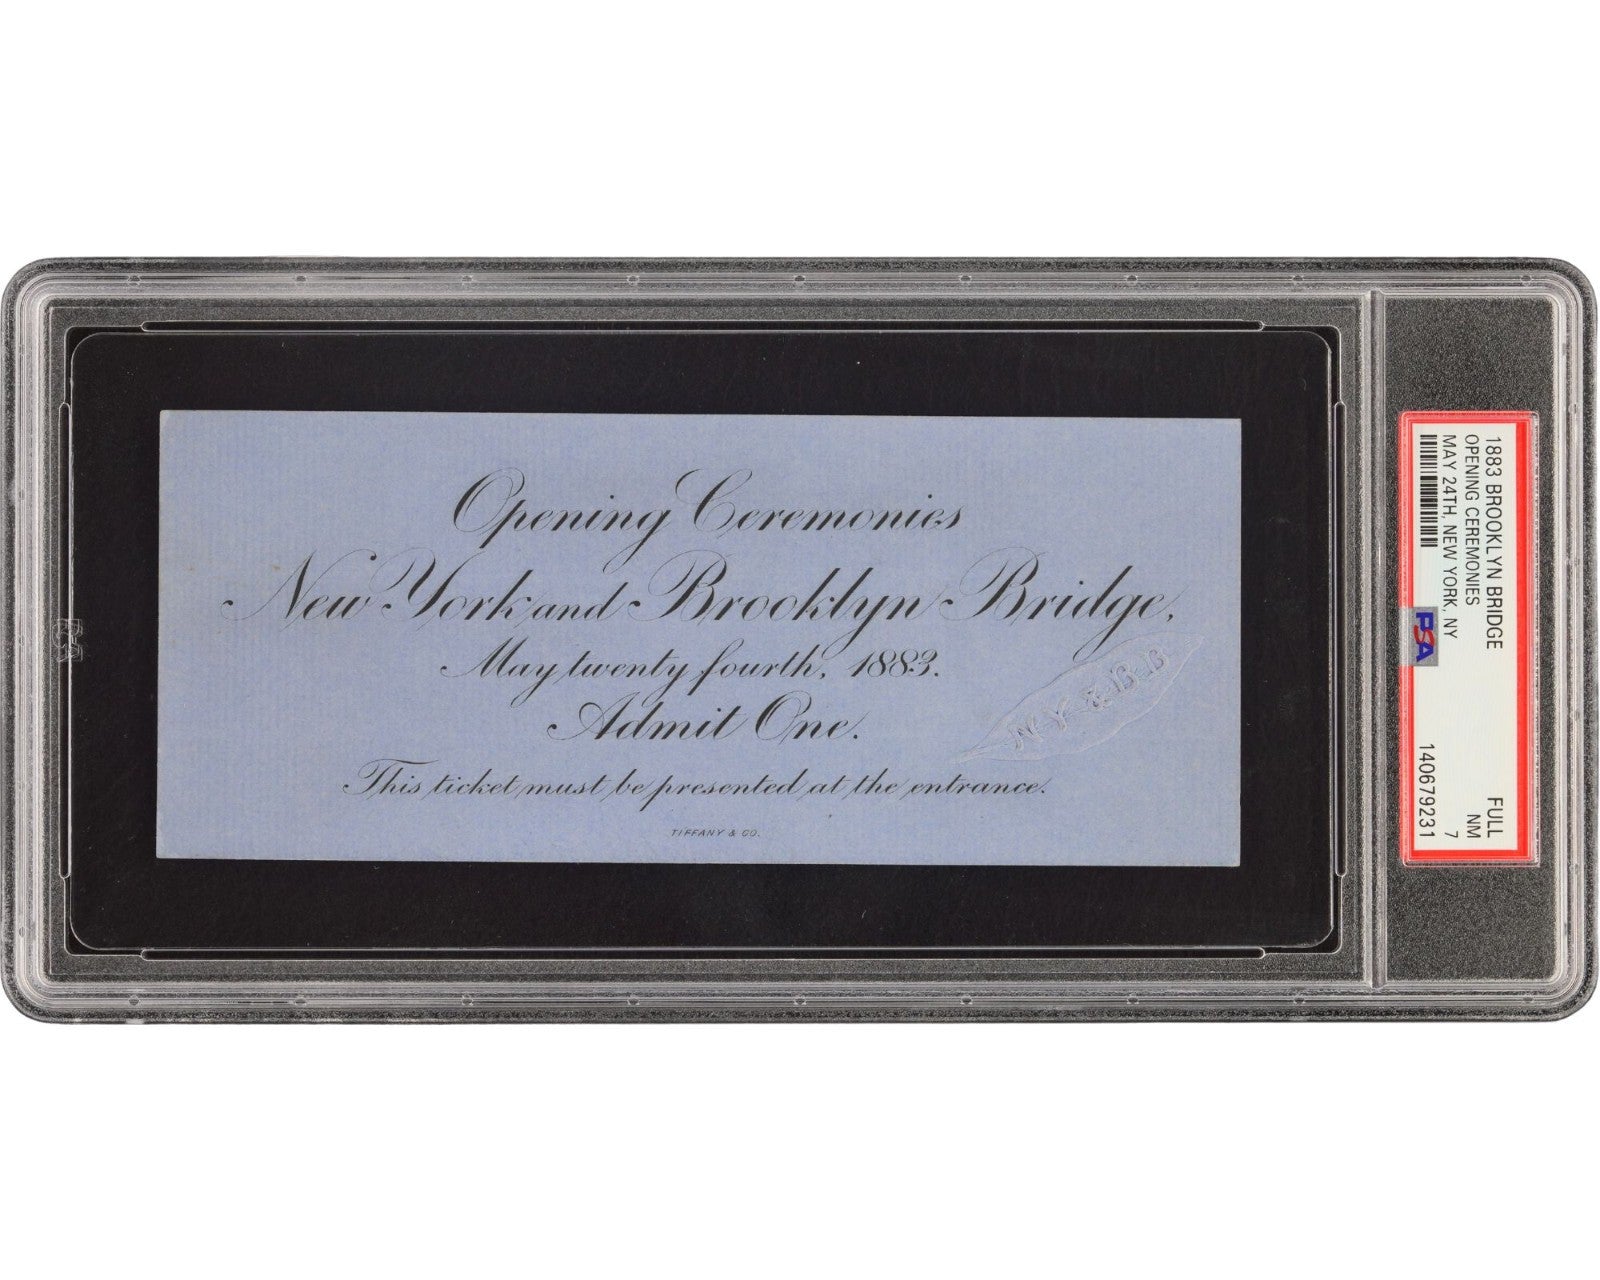 Opening Ceremonies
New York and Brooklyn Bridge,
May twenty fourth, 1883.
Admit One.
This ticket must be presented at the entrance.
TIFFANY & CO.
N Y & B B
1883 BROOKLYN BRIDGE
OPENING CEREMONIES
MAY 24TH, NEW YORK, NY
FULL
NM
7
140679231
PSA
PSA